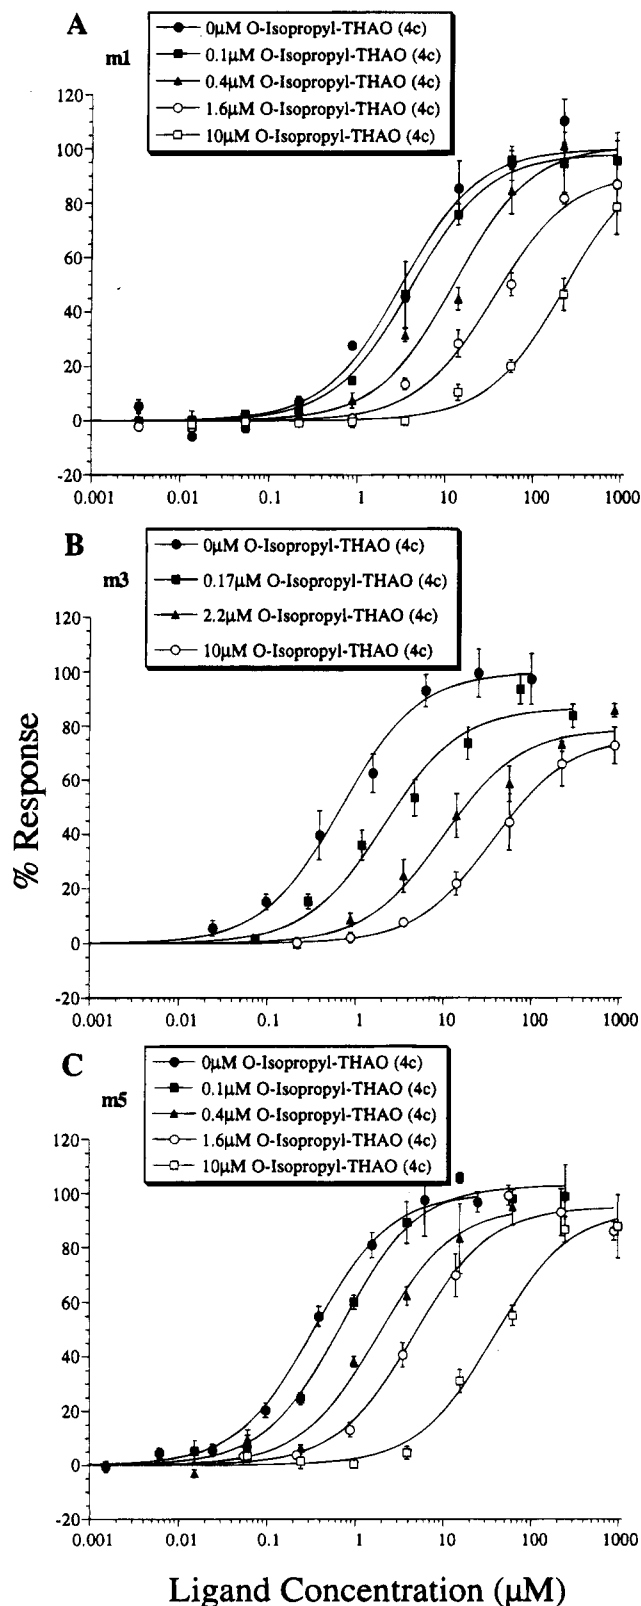 A
m1
0μM O-Isopropyl-THAO (4c)
0.1μM O-Isopropyl-THAO (4c)
0.4μM O-Isopropyl-THAO (4c)
1.6μM O-Isopropyl-THAO (4c)
10μM O-Isopropyl-THAO (4c)
120
100
80
60
40
20
0
-20
0.001 0.01 0.1 1 10 100 1000
B
m3
0μM O-Isopropyl-THAO (4c)
0.17μM O-Isopropyl-THAO (4c)
2.2μM O-Isopropyl-THAO (4c)
10μM O-Isopropyl-THAO (4c)
% Response
120
100
80
60
40
20
0
-20
0.001 0.01 0.1 1 10 100 1000
C
m5
0μM O-Isopropyl-THAO (4c)
0.1μM O-Isopropyl-THAO (4c)
0.4μM O-Isopropyl-THAO (4c)
1.6μM O-Isopropyl-THAO (4c)
10μM O-Isopropyl-THAO (4c)
120
100
80
60
40
20
0
-20
0.001 0.01 0.1 1 10 100 1000
Ligand Concentration (μM)